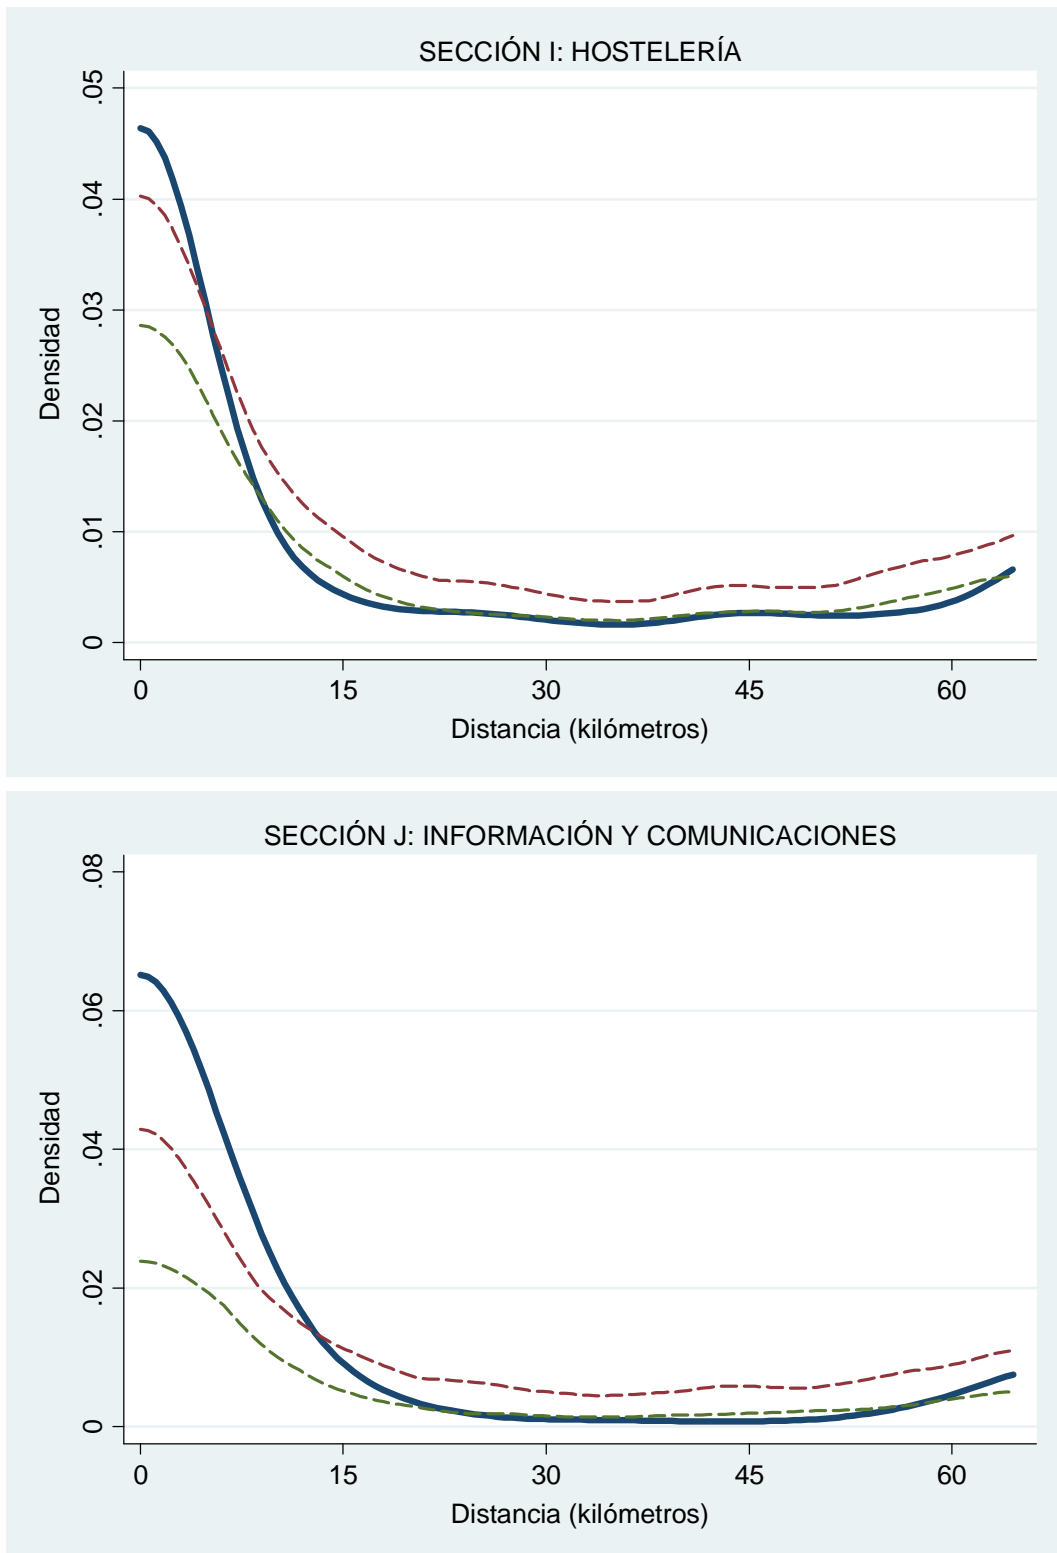 SECCIÓN I: HOSTELERÍA
.05
.04
.03
.02
.01
0
Densidad
0 15 30 45 60
Distancia (kilómetros)
SECCIÓN J: INFORMACIÓN Y COMUNICACIONES
.08
.06
.04
.02
0
Densidad
0 15 30 45 60
Distancia (kilómetros)